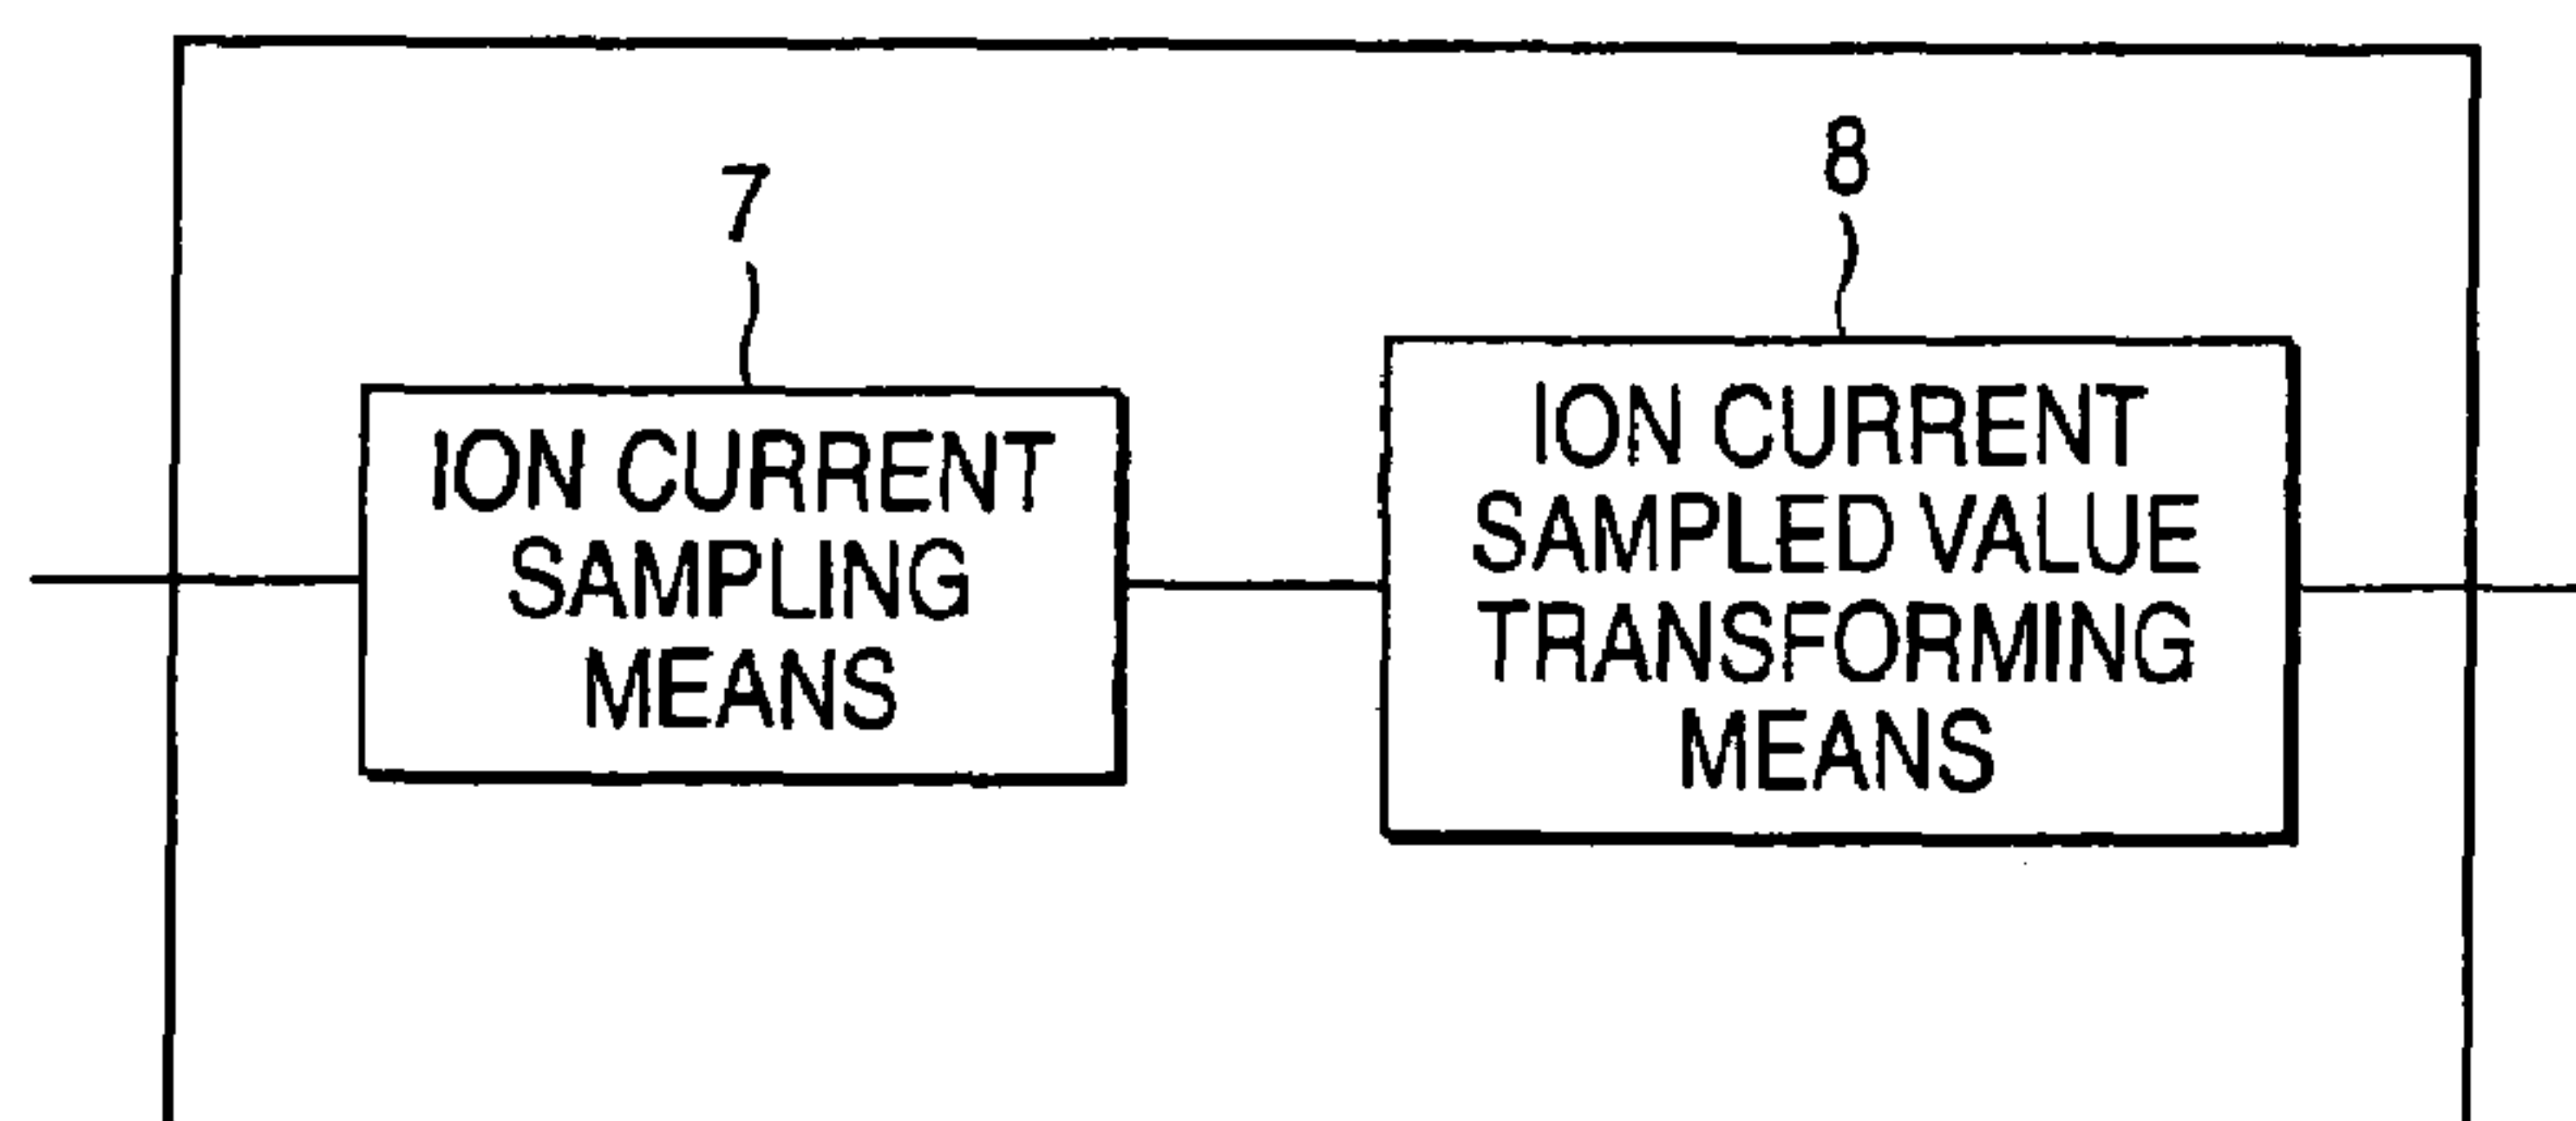 7
ION CURRENT
SAMPLING
MEANS
8
ION CURRENT
SAMPLED VALUE
TRANSFORMING
MEANS